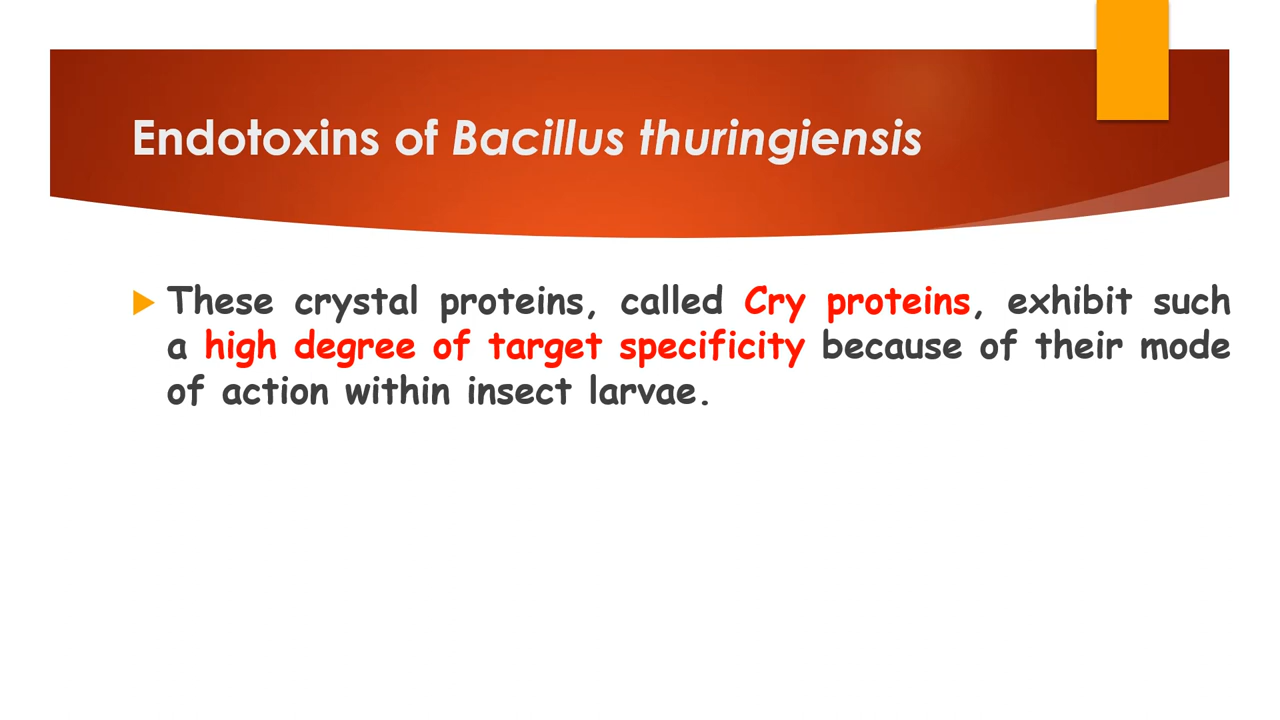 Endotoxins of Bacillus thuringiensis
These crystal proteins, called Cry proteins, exhibit such
a high degree of target specificity because of their mode
of action within insect larvae.